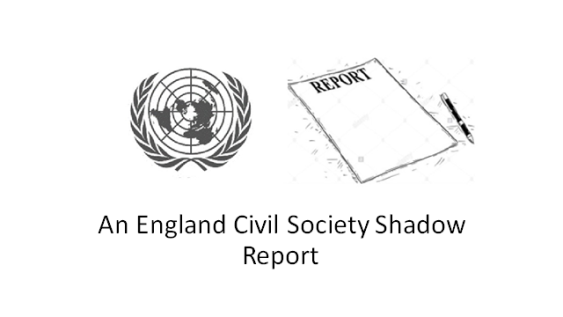 REPORT
An England Civil Society Shadow
Report